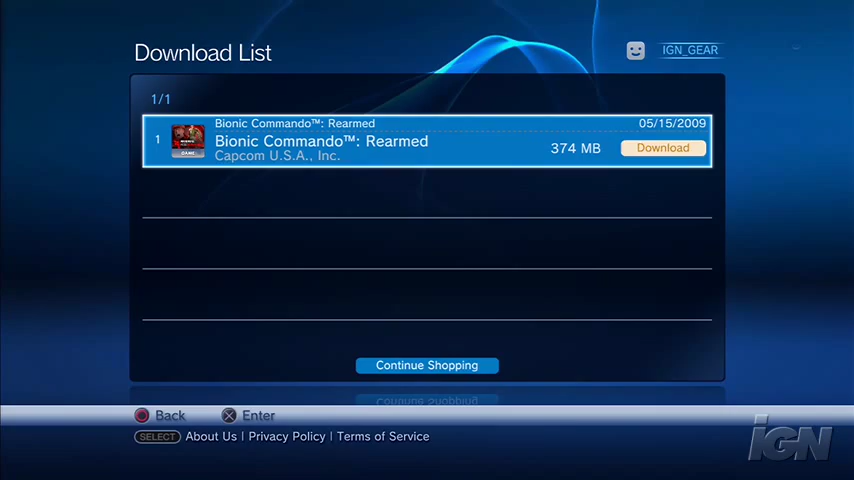 Download List
IGN_GEAR
1/1
Bionic Commando™: Rearmed 05/15/2009
1 Bionic Commando™: Rearmed 374 MB Download
Capcom U.S.A., Inc.
GAME
Continue Shopping
Back Enter
SELECT About Us | Privacy Policy | Terms of Service
IGN